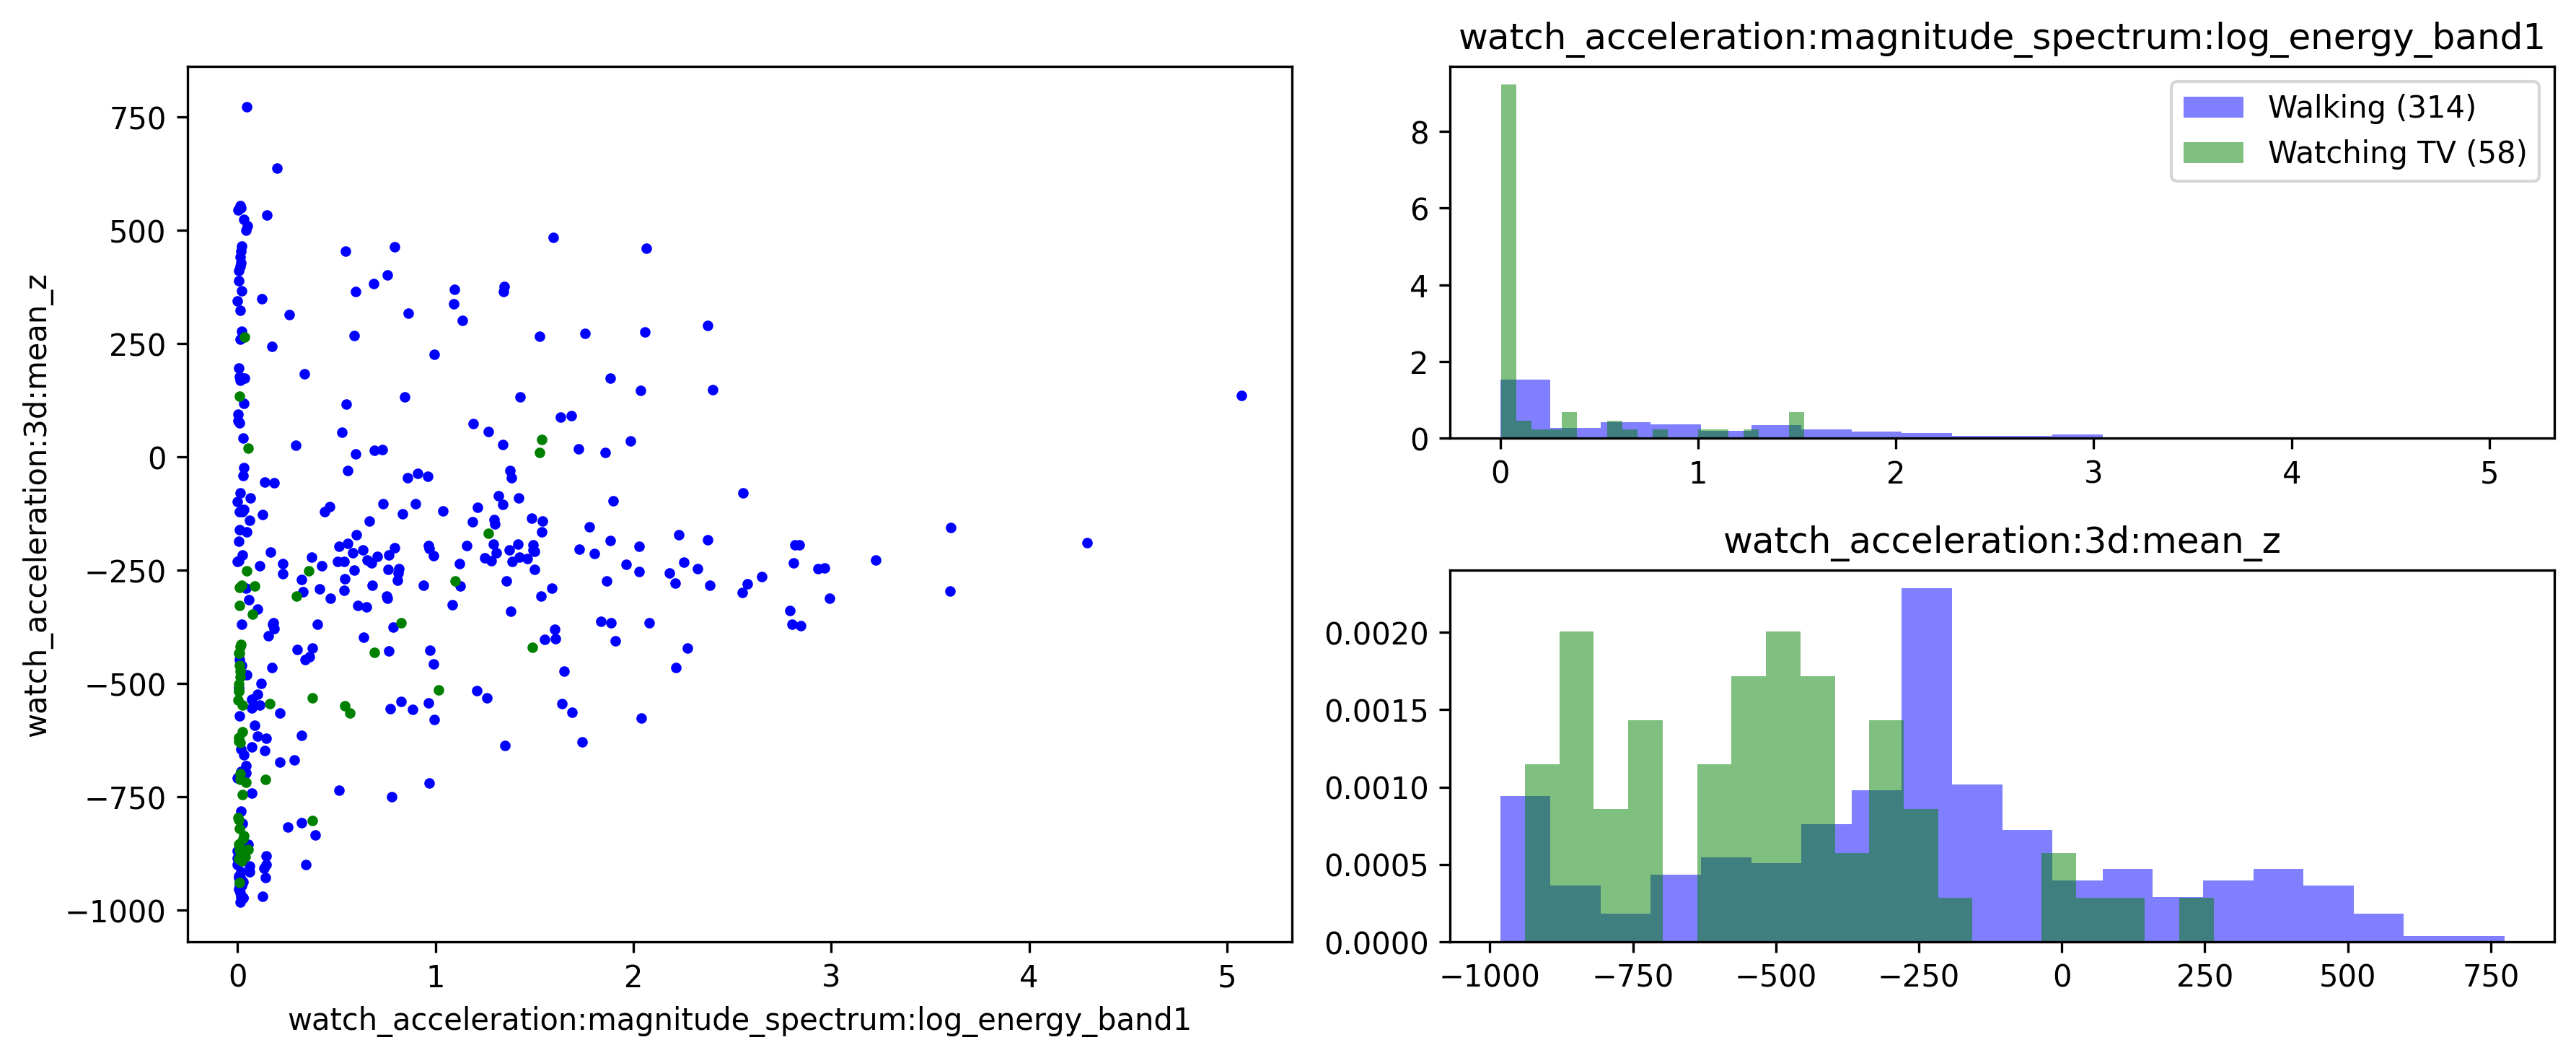 watch_acceleration:3d:mean_z
750
500
250
0
−250
−500
−750
−1000
0 1 2 3 4 5
watch_acceleration:magnitude_spectrum:log_energy_band1
watch_acceleration:magnitude_spectrum:log_energy_band1
Walking (314)
Watching TV (58)
8
6
4
2
0
0 1 2 3 4 5
watch_acceleration:3d:mean_z
0.0020
0.0015
0.0010
0.0005
0.0000
−1000 −750 −500 −250 0 250 500 750